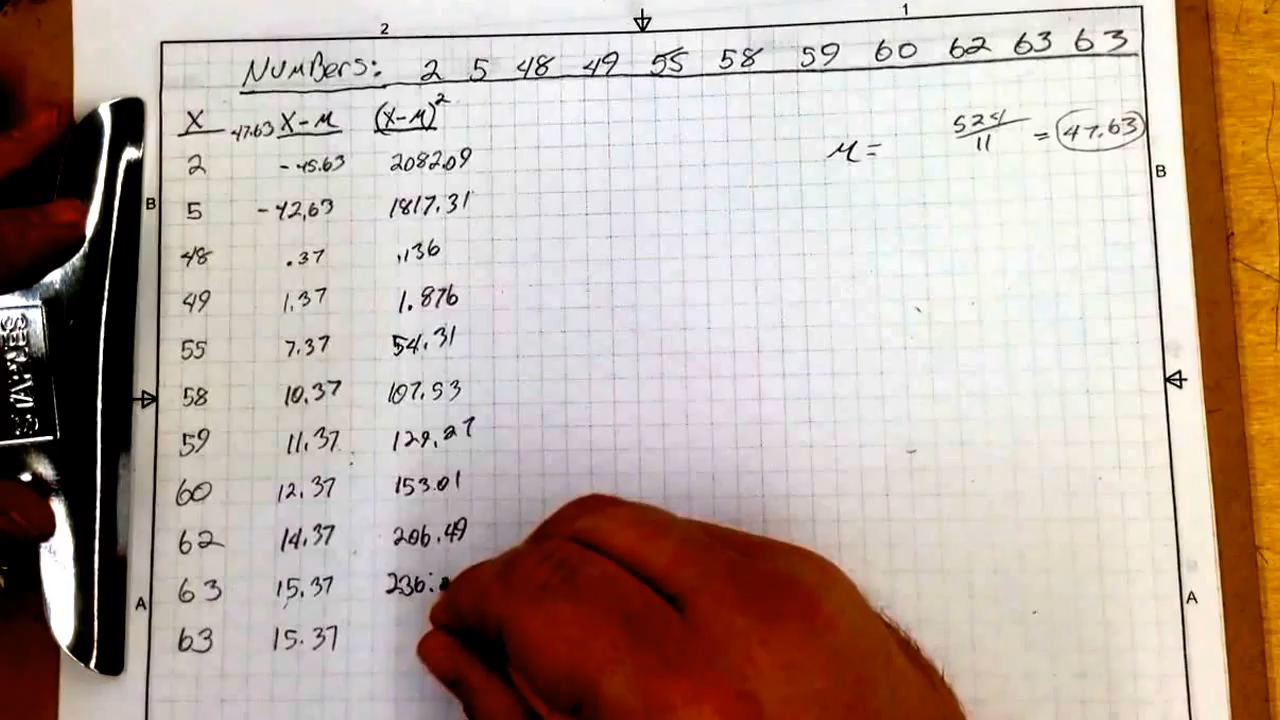 2 1
NUMBERS: 2 5 48 49 55 58 59 60 62 63 63
X 47.63 X-μ (X-μ)²
μ = 524/11 = 47.63
2 -45.63 2082.09
B B
5 -42.63 1817.31
48 .37 .136
49 1.37 1.876
STAPLES
55 7.37 54.31
58 10.37 107.53
59 11.37 129.27
60 12.37 153.01
62 14.37 206.49
63 15.37 236.
A A
63 15.37